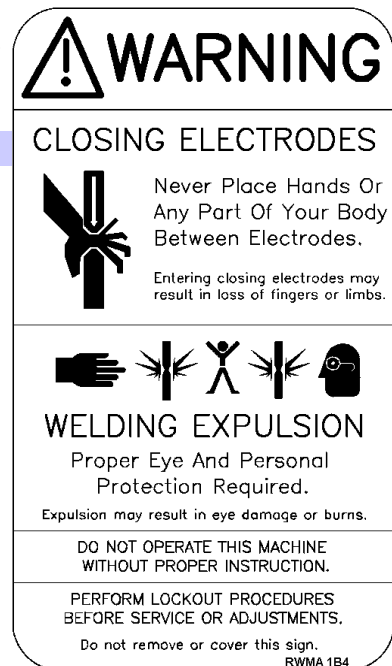 WARNING
CLOSING ELECTRODES
Never Place Hands Or
Any Part Of Your Body
Between Electrodes.
Entering closing electrodes may
result in loss of fingers or limbs.
WELDING EXPULSION
Proper Eye And Personal
Protection Required.
Expulsion may result in eye damage or burns.
DO NOT OPERATE THIS MACHINE
WITHOUT PROPER INSTRUCTION.
PERFORM LOCKOUT PROCEDURES
BEFORE SERVICE OR ADJUSTMENTS.
Do not remove or cover this sign.
RWMA 1B4